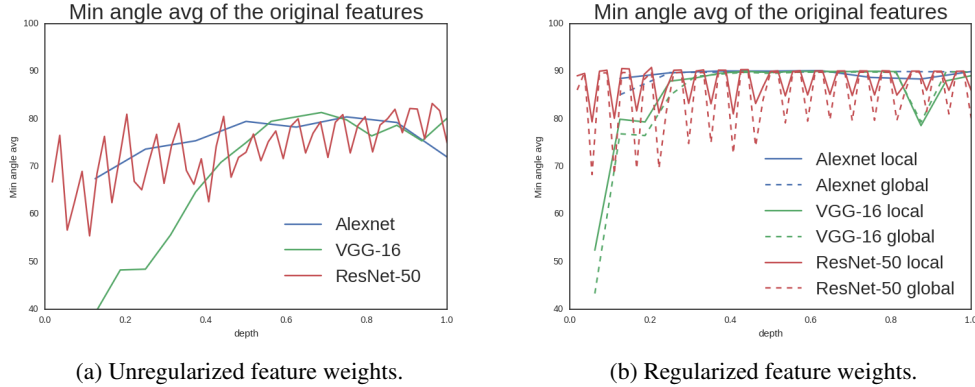 Min angle avg of the original features
Min angle avg
100
90
80
70
60
50
40
0.0
0.2
0.4
0.6
0.8
1.0
depth
Alexnet
VGG-16
ResNet-50
(a) Unregularized feature weights.
Min angle avg of the original features
Min angle avg
100
90
80
70
60
50
40
0.0
0.2
0.4
0.6
0.8
1.0
depth
Alexnet local
Alexnet global
VGG-16 local
VGG-16 global
ResNet-50 local
ResNet-50 global
(b) Regularized feature weights.